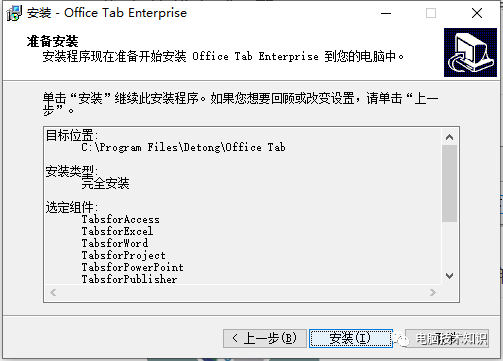 安装 - Office Tab Enterprise
准备安装
安装程序现在准备开始安装 Office Tab Enterprise 到您的电脑中。
单击“安装”继续此安装程序。如果您想要回顾或改变设置，请单击“上一
步”。
目标位置:
C:\Program Files\Detong\Office Tab
安装类型:
完全安装
选定组件:
TabsforAccess
TabsforExcel
TabsforWord
TabsforProject
TabsforPowerPoint
TabsforPublisher
< 上一步(B) 安装(I)
电脑技术知识